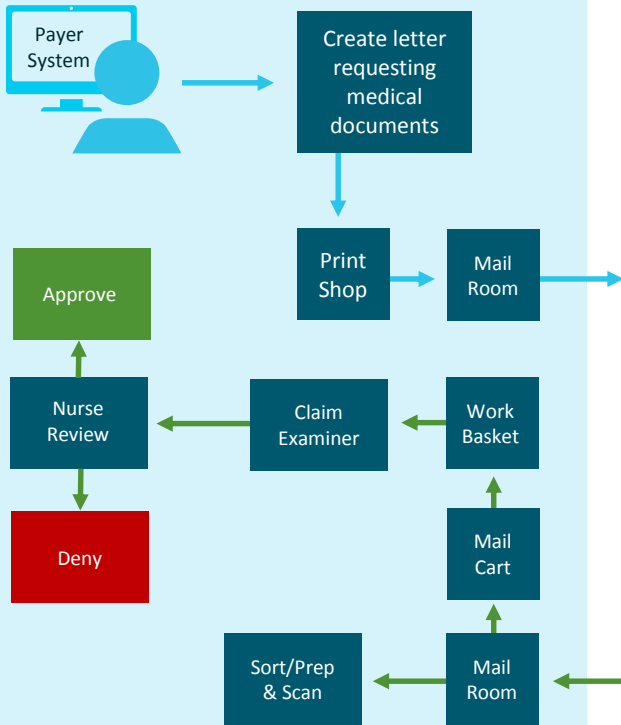 Payer
System
Create letter
requesting
medical
documents
Print
Shop
Mail
Room
Approve
Nurse
Review
Claim
Examiner
Work
Basket
Deny
Mail
Cart
Sort/Prep
& Scan
Mail
Room